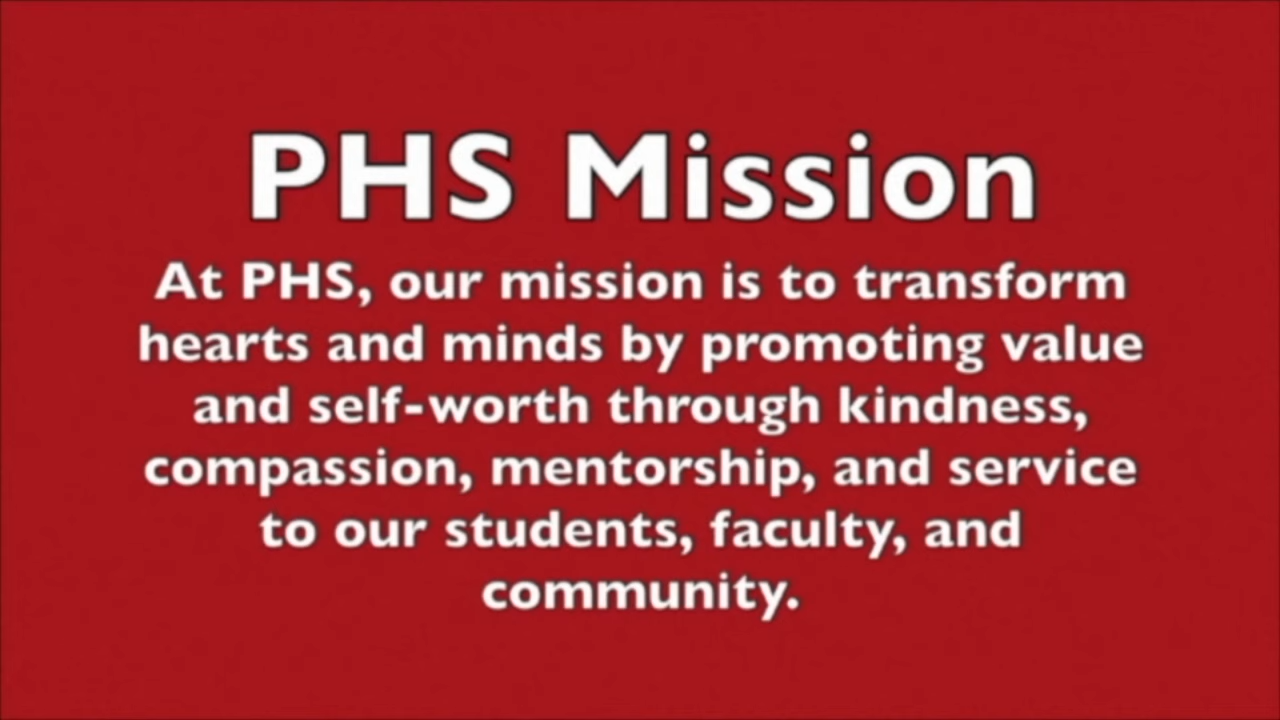 PHS Mission
At PHS, our mission is to transform
hearts and minds by promoting value
and self-worth through kindness,
compassion, mentorship, and service
to our students, faculty, and
community.